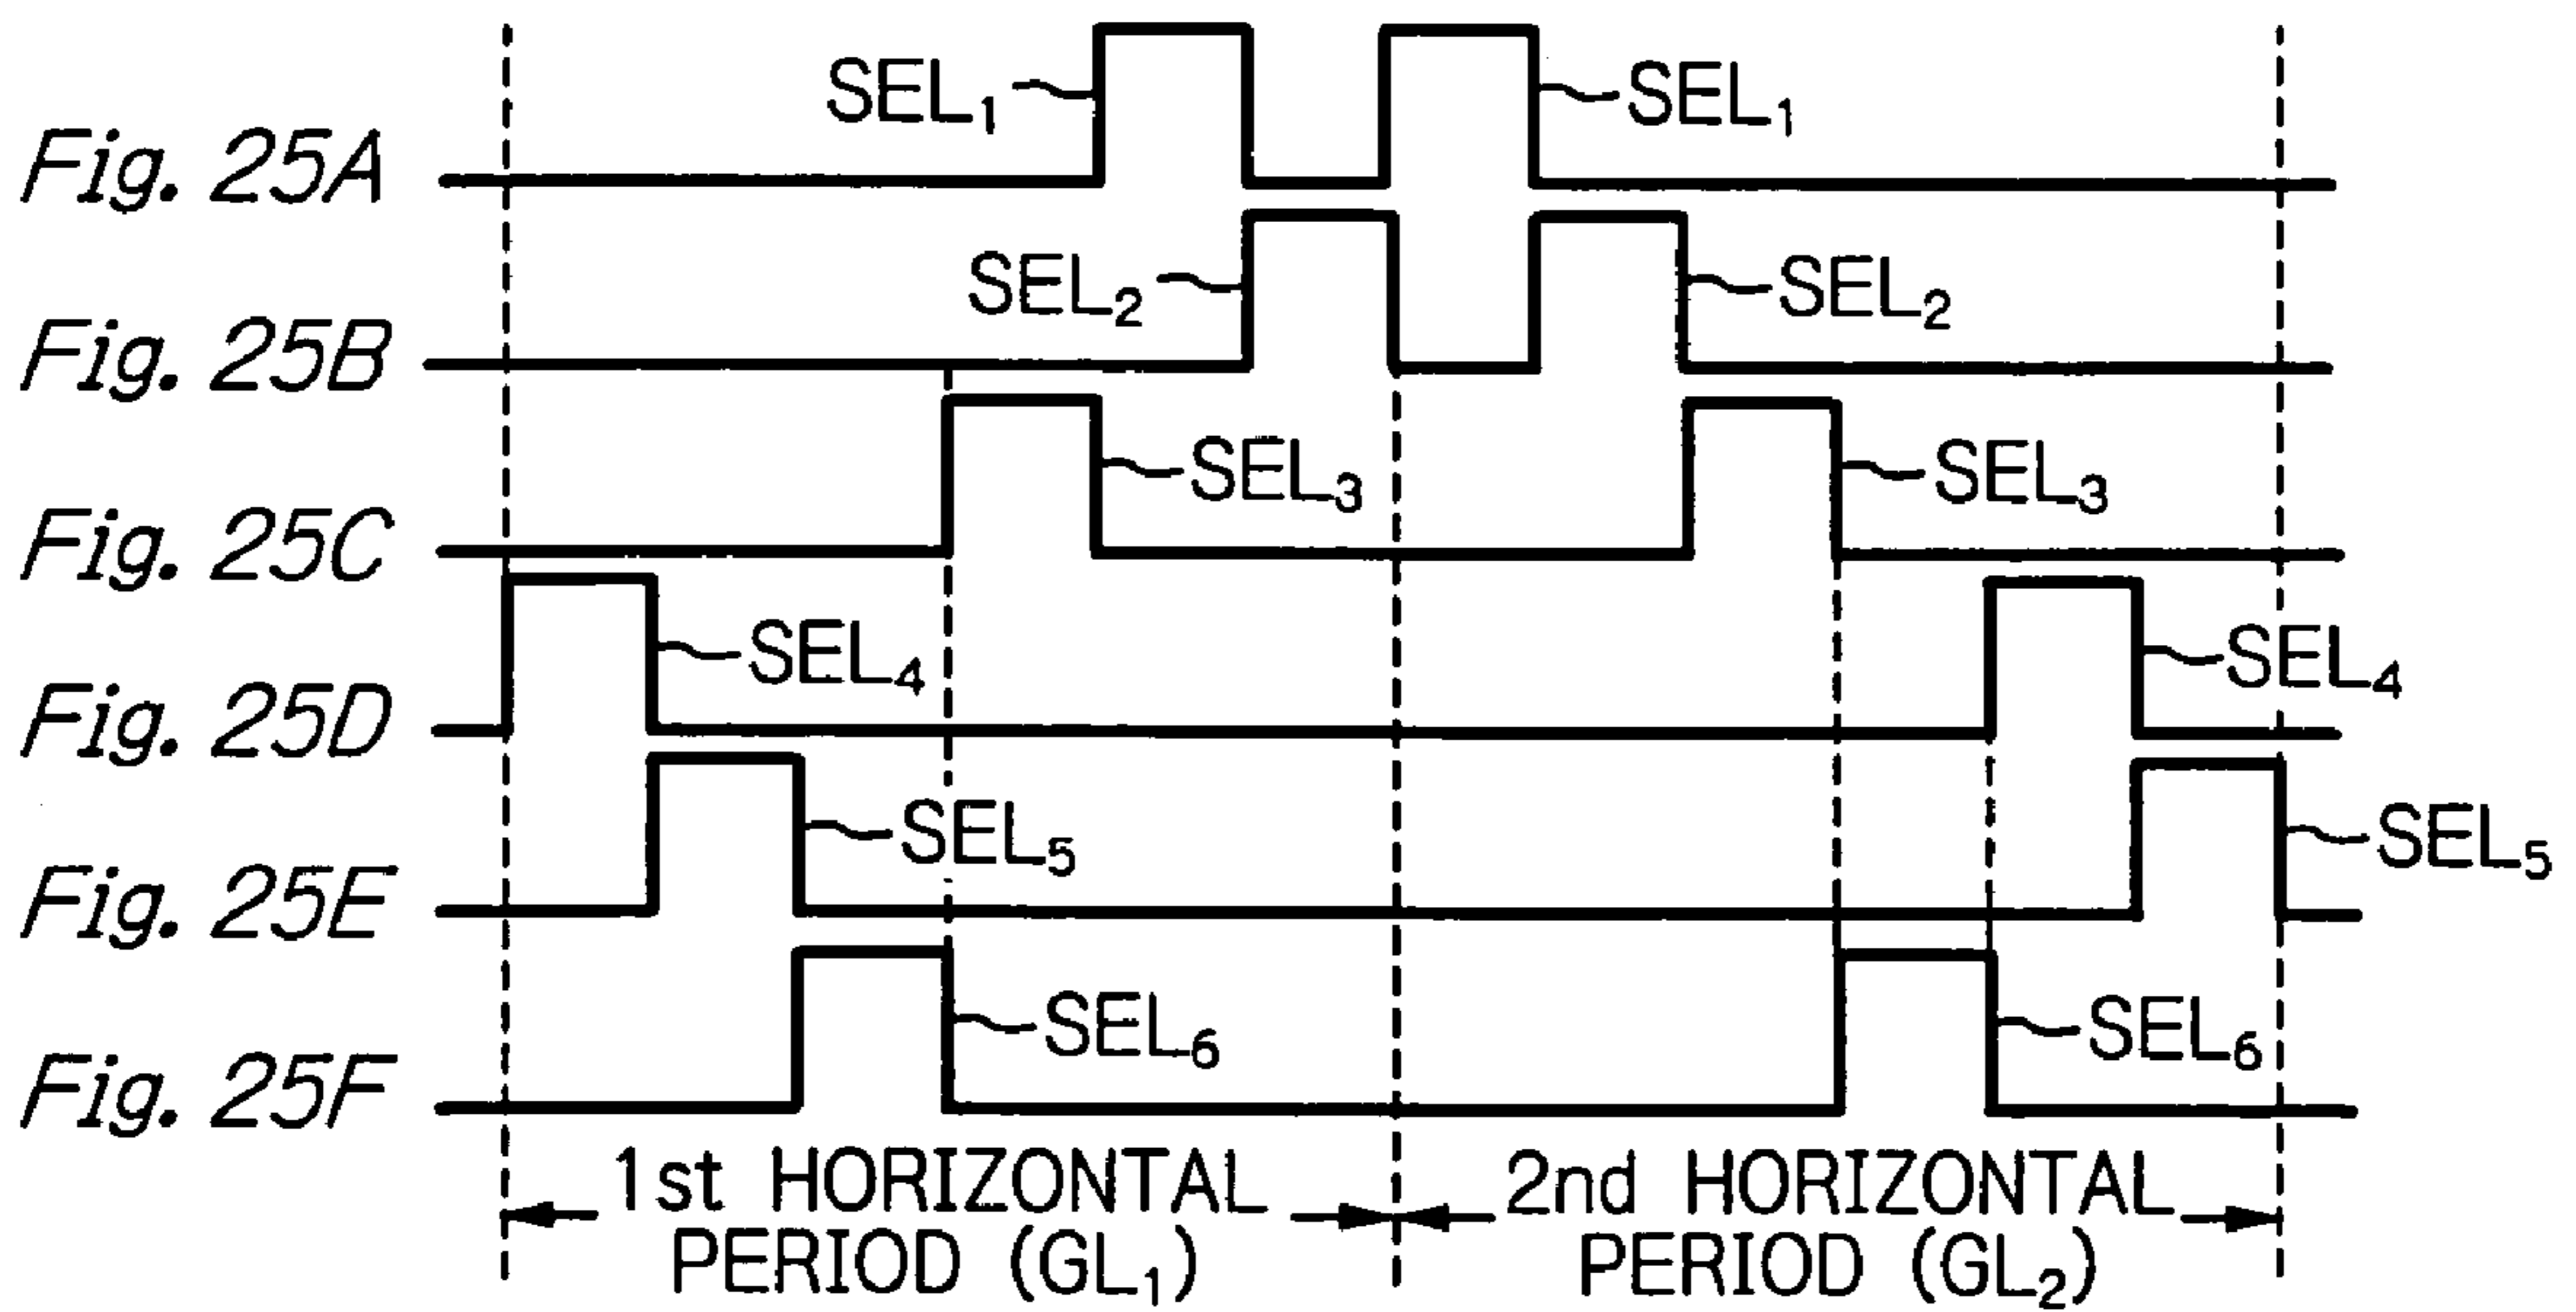 SEL1 SEL1
Fig. 25A
SEL2 SEL2
Fig. 25B
SEL3 SEL3
Fig. 25C
SEL4 SEL4
Fig. 25D
SEL5 SEL5
Fig. 25E
SEL6 SEL6
Fig. 25F
1st HORIZONTAL PERIOD (GL1)
2nd HORIZONTAL PERIOD (GL2)